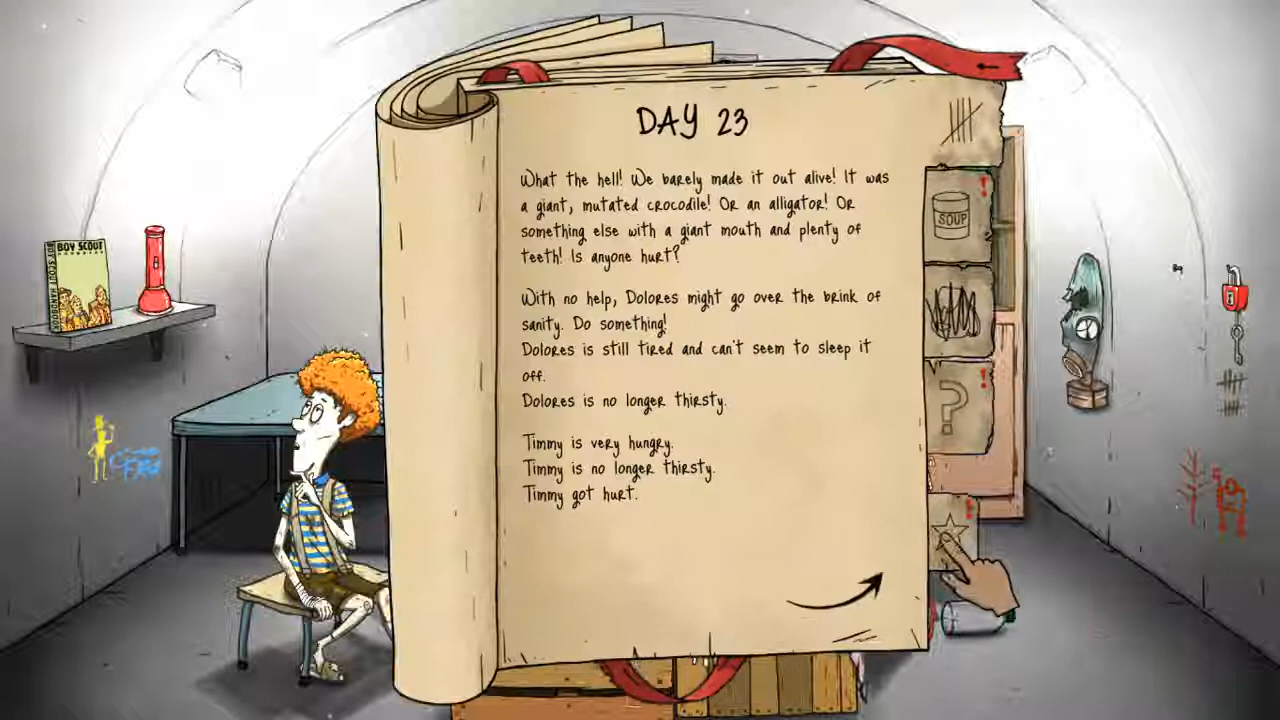 DAY 23
What the hell! We barely made it out alive! It was
a giant, mutated crocodile! Or an alligator! Or
something else with a giant mouth and plenty of
teeth! Is anyone hurt?
With no help, Dolores might go over the brink of
sanity. Do something!
Dolores is still tired and can't seem to sleep it
off.
Dolores is no longer thirsty.
Timmy is very hungry.
Timmy is no longer thirsty.
Timmy got hurt.
SOUP
!
?
!
!
BOY SCOUT